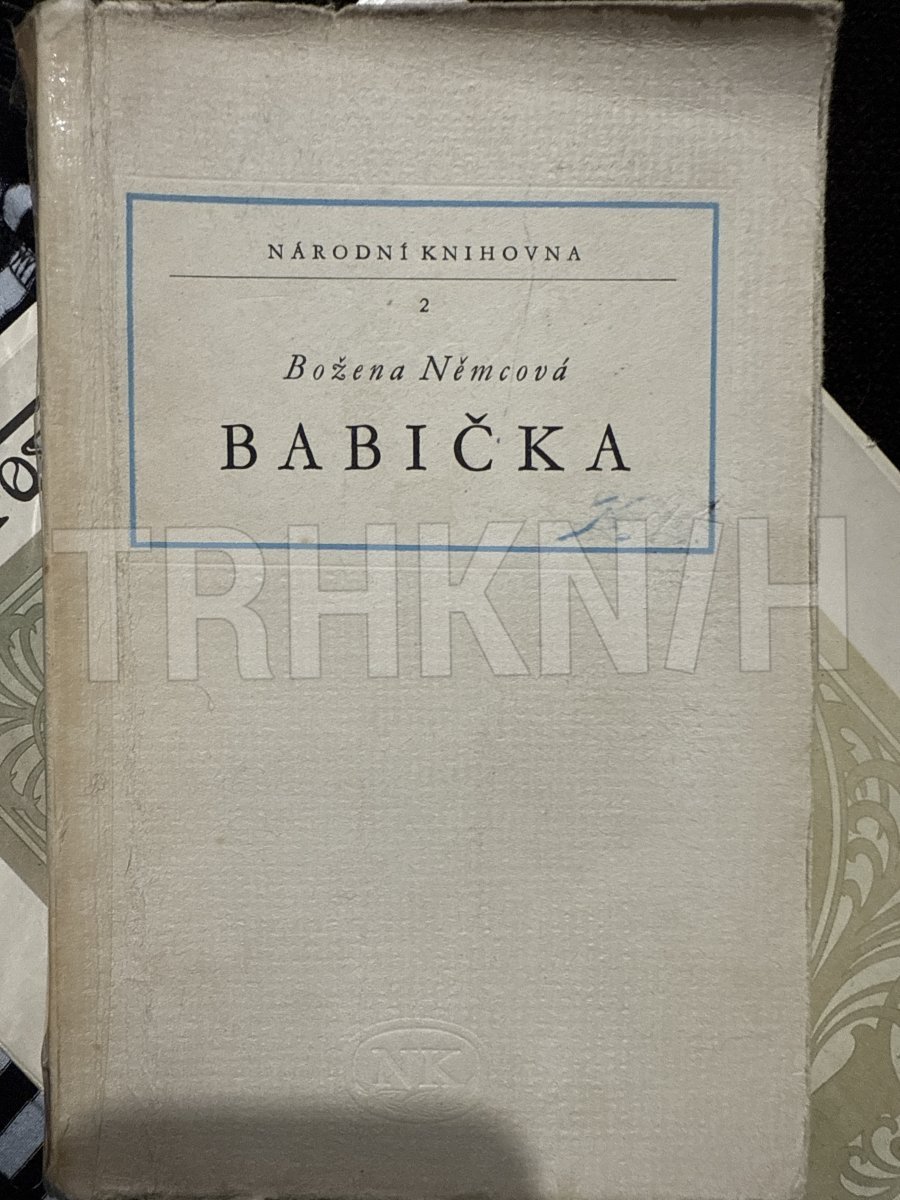 NÁRODNÍ KNIHOVNA
2
Božena Němcová
BABIČKA
TRHKNIH
NK